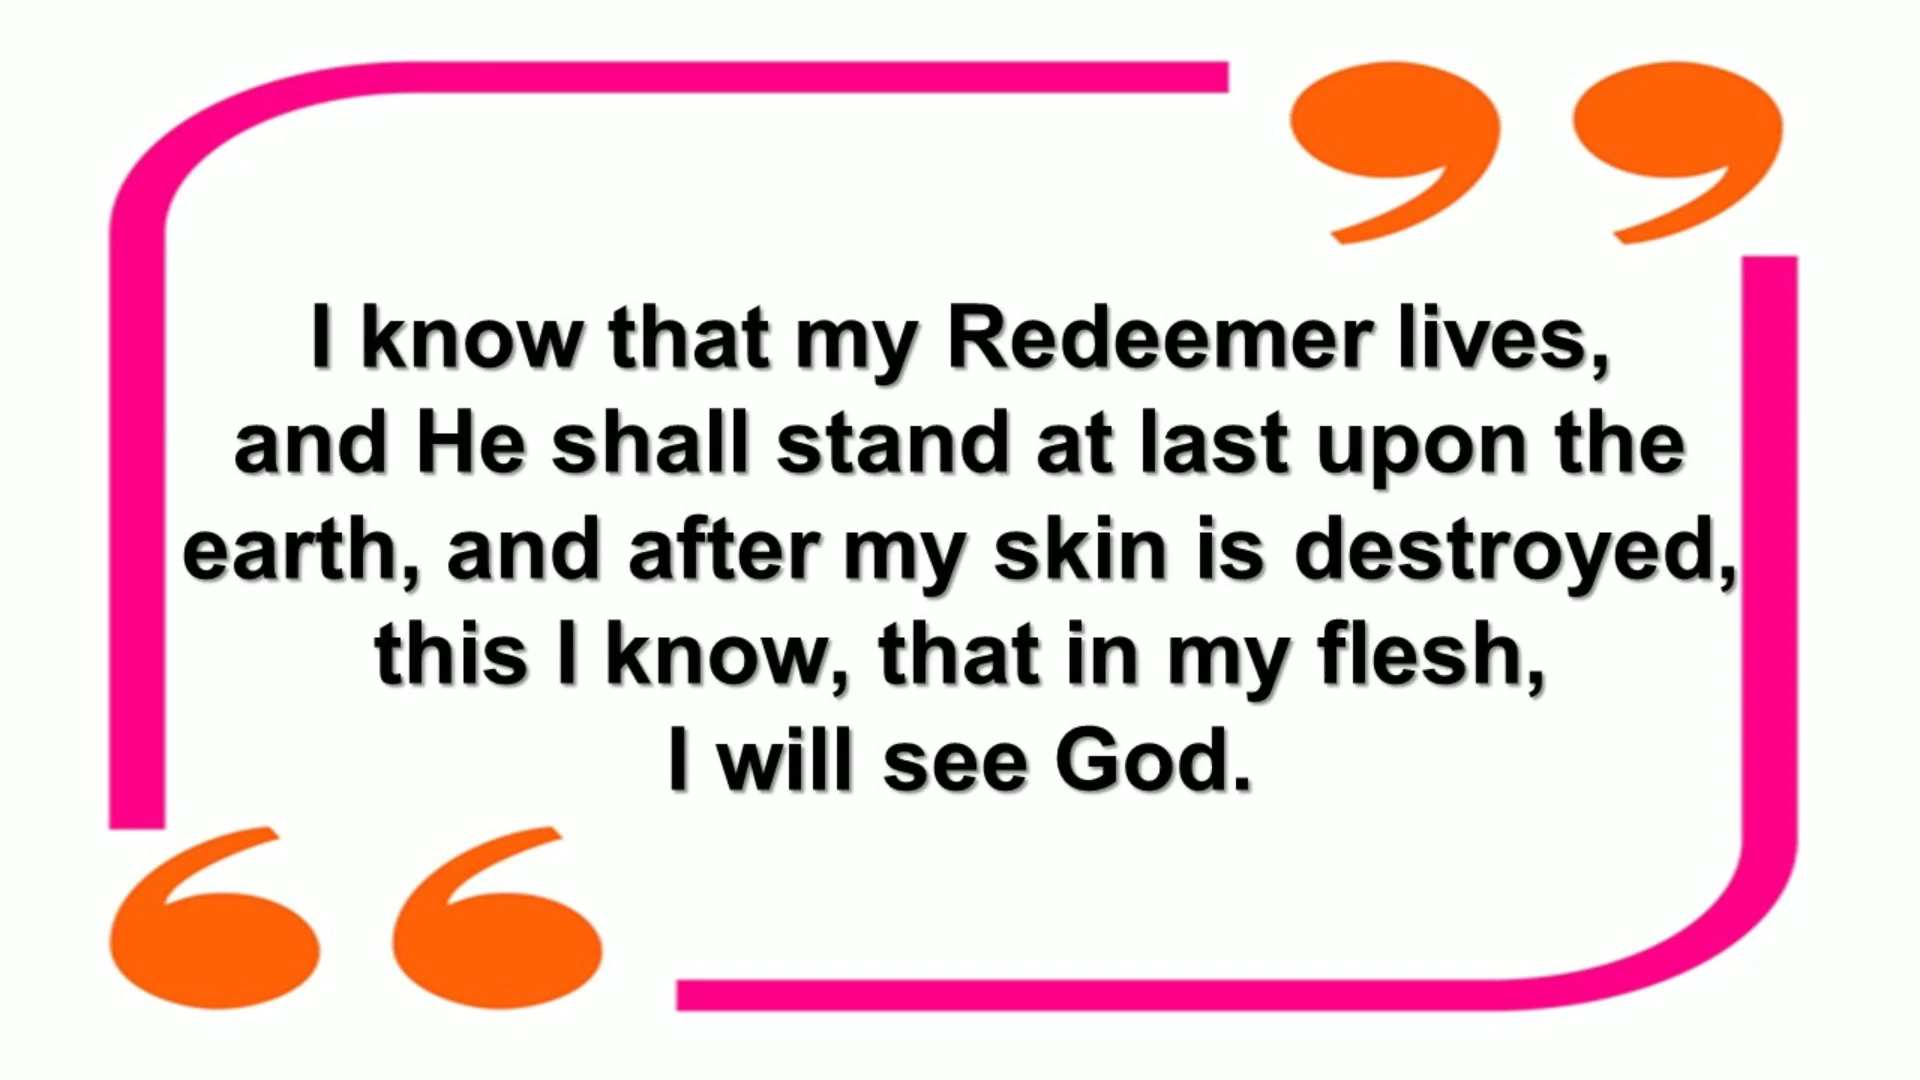 I know that my Redeemer lives,
and He shall stand at last upon the
earth, and after my skin is destroyed,
this I know, that in my flesh,
I will see God.